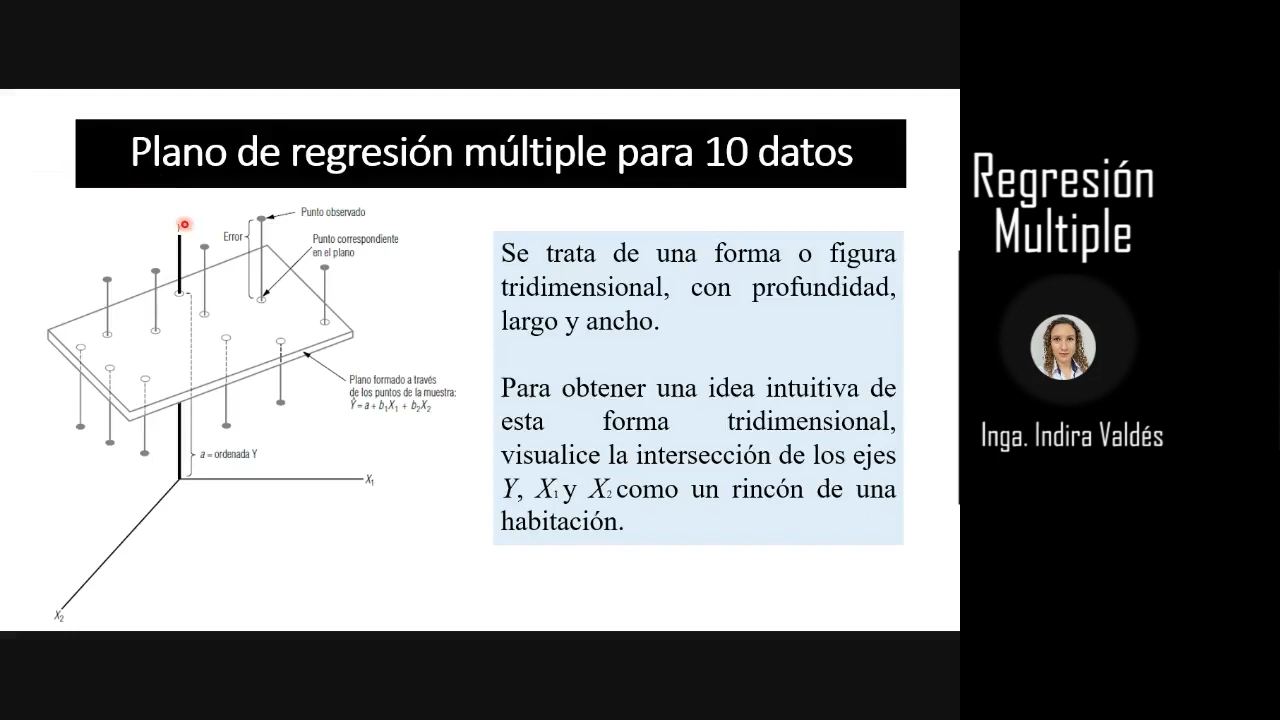 Plano de regresión múltiple para 10 datos
Punto observado
Error
Punto correspondiente
en el plano
Plano formado a través
de los puntos de la muestra:
Ŷ = a + b₁X₁ + b₂X₂
a = ordenada Y
X₁
X₂
Se trata de una forma o figura
tridimensional, con profundidad,
largo y ancho.
Para obtener una idea intuitiva de
esta forma tridimensional,
visualice la intersección de los ejes
Y, X₁ y X₂ como un rincón de una
habitación.
Regresión
Multiple
Inga. Indira Valdés